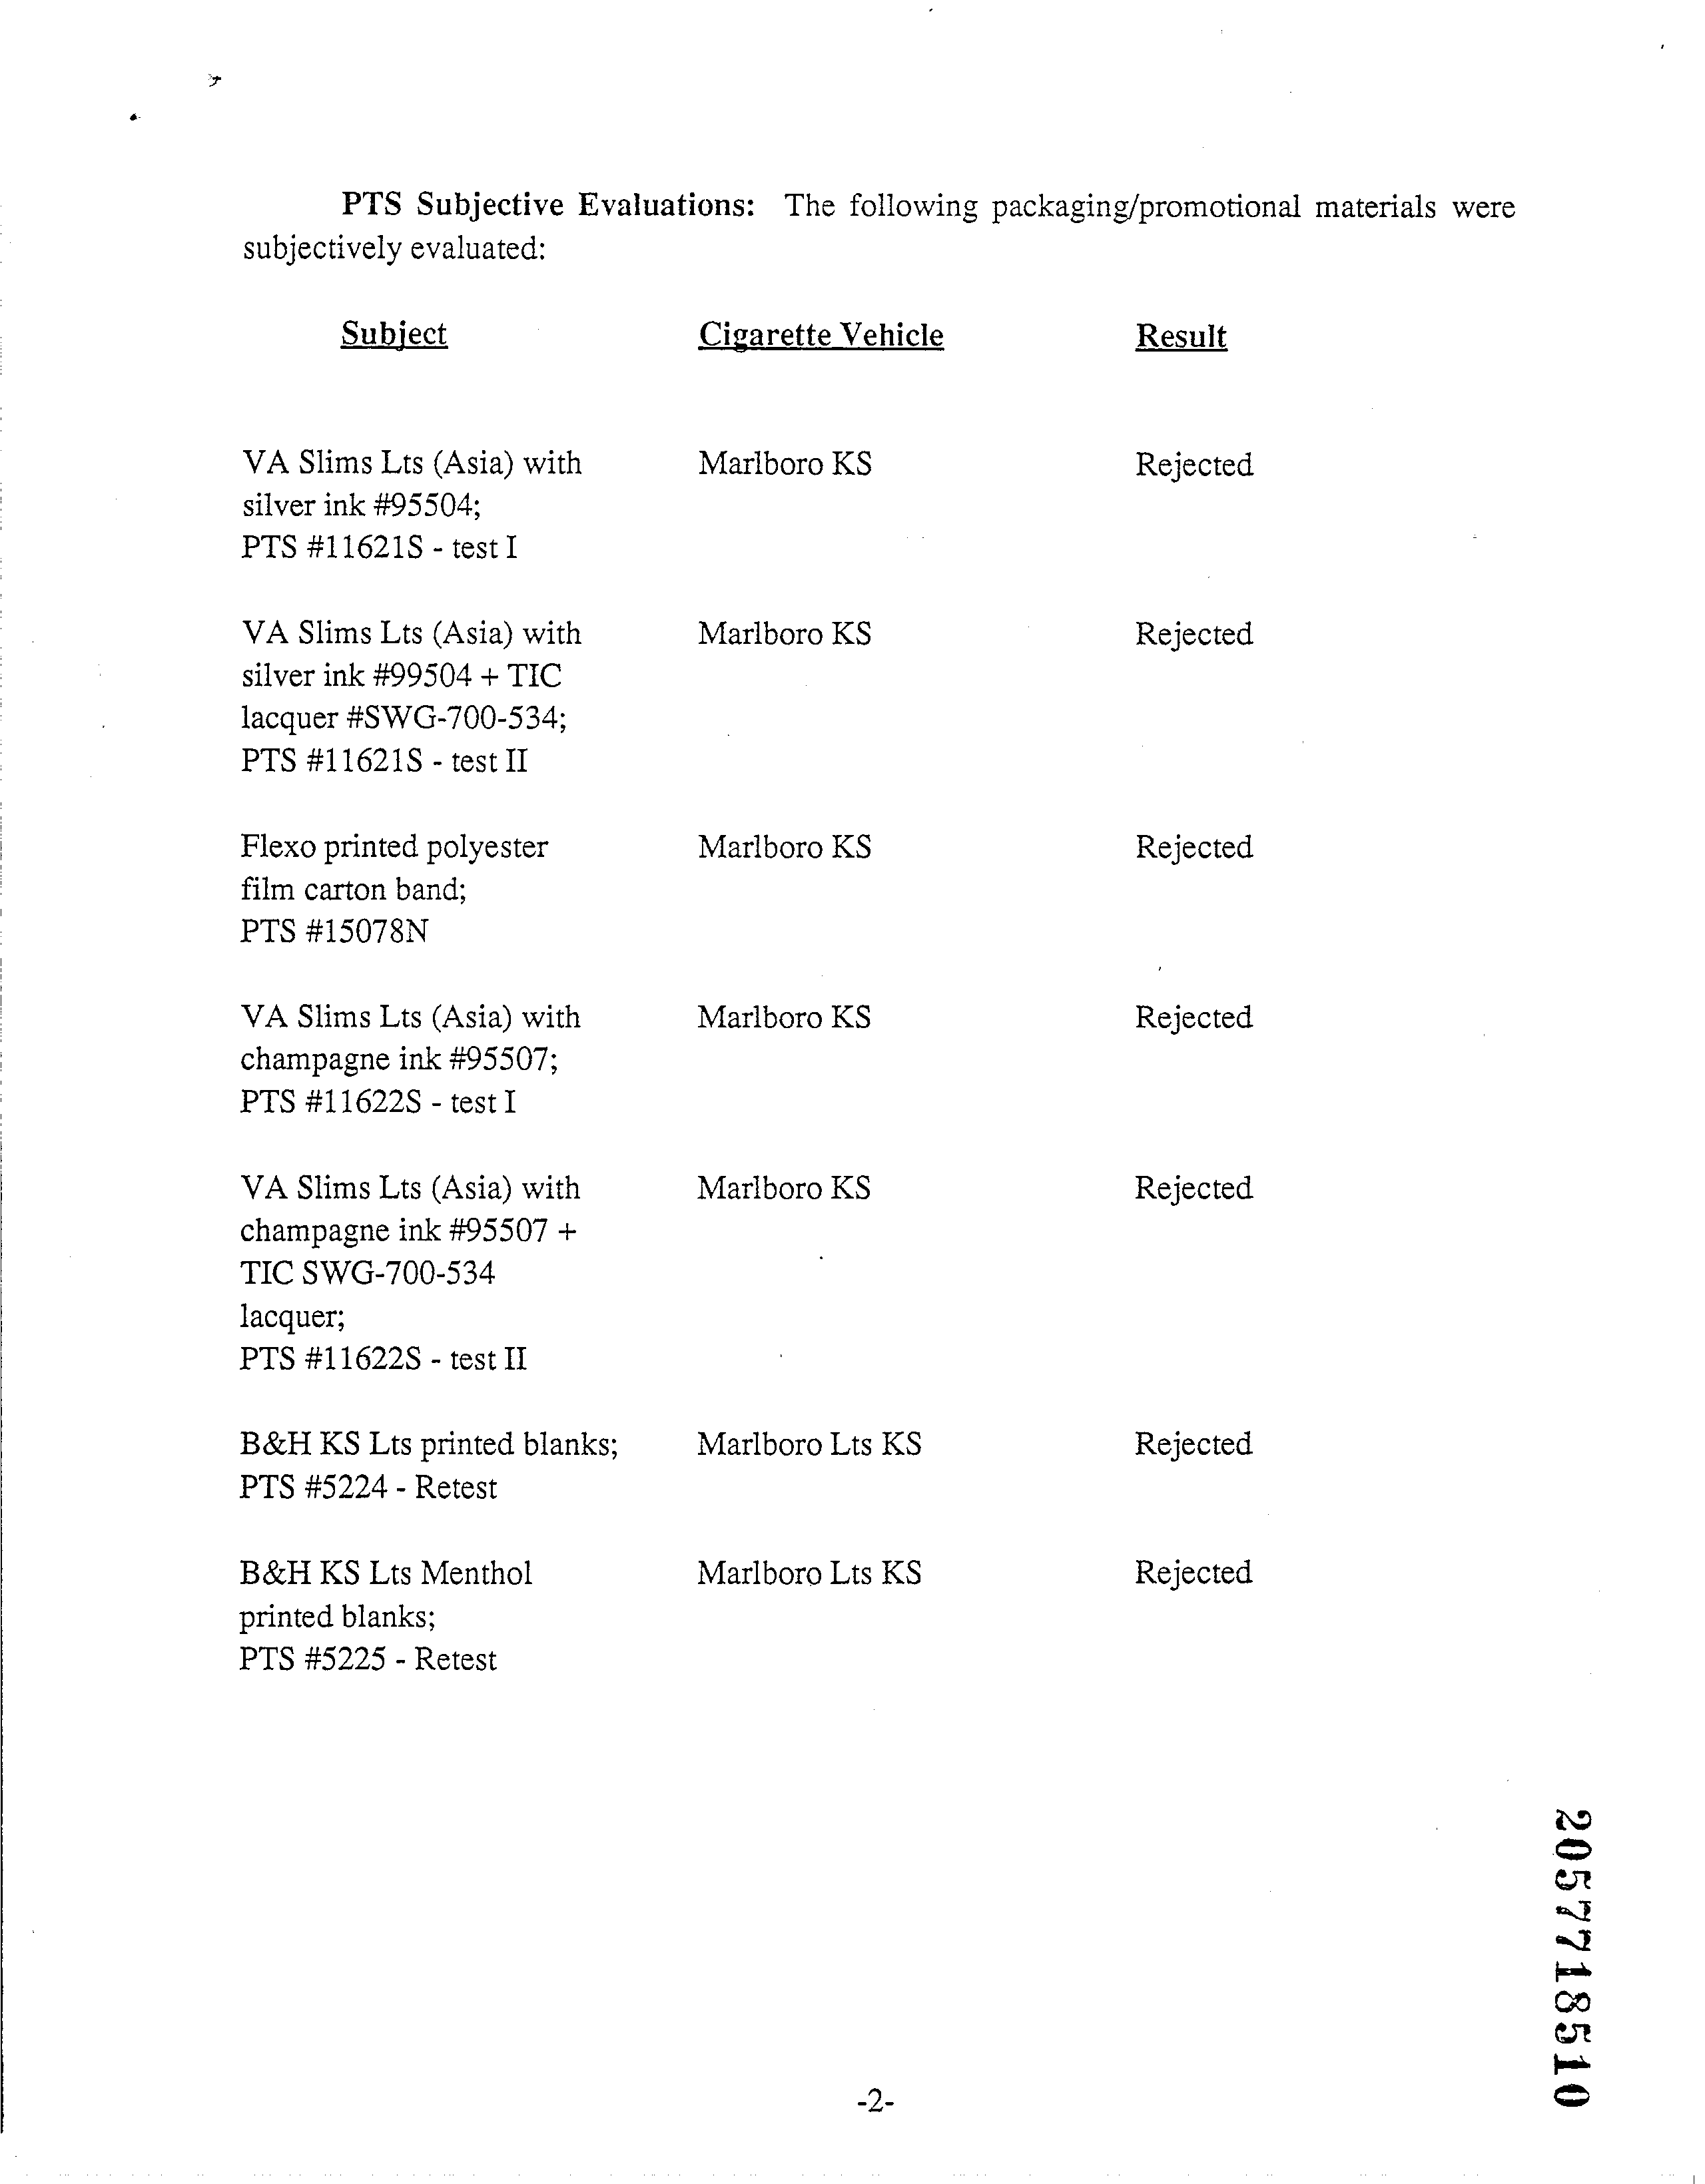 PTS Subjective Evaluations: The following packaging/promotional materials were
subjectively evaluated:
Subject Cigarette Vehicle Result
VA Slims Lts (Asia) with Marlboro KS Rejected
silver ink #95504;
PTS #11621S - test I
VA Slims Lts (Asia) with Marlboro KS Rejected
silver ink #99504 + TIC
lacquer #SWG-700-534;
PTS #11621S - test II
Flexo printed polyester Marlboro KS Rejected
film carton band;
PTS #15078N
VA Slims Lts (Asia) with Marlboro KS Rejected
champagne ink #95507;
PTS #11622S - test I
VA Slims Lts (Asia) with Marlboro KS Rejected
champagne ink #95507 +
TIC SWG-700-534
lacquer;
PTS #11622S - test II
B&H KS Lts printed blanks; Marlboro Lts KS Rejected
PTS #5224 - Retest
B&H KS Lts Menthol Marlboro Lts KS Rejected
printed blanks;
PTS #5225 - Retest
2057718510
-2-